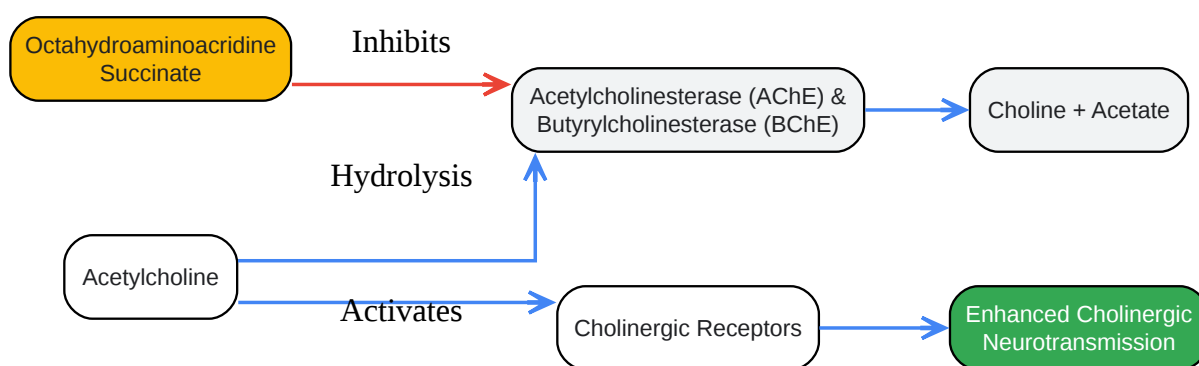 Octahydroaminoacridine
Succinate
Inhibits
Acetylcholinesterase (AChE) &
Butyrylcholinesterase (BChE)
Choline + Acetate
Hydrolysis
Acetylcholine
Activates
Cholinergic Receptors
Enhanced Cholinergic
Neurotransmission